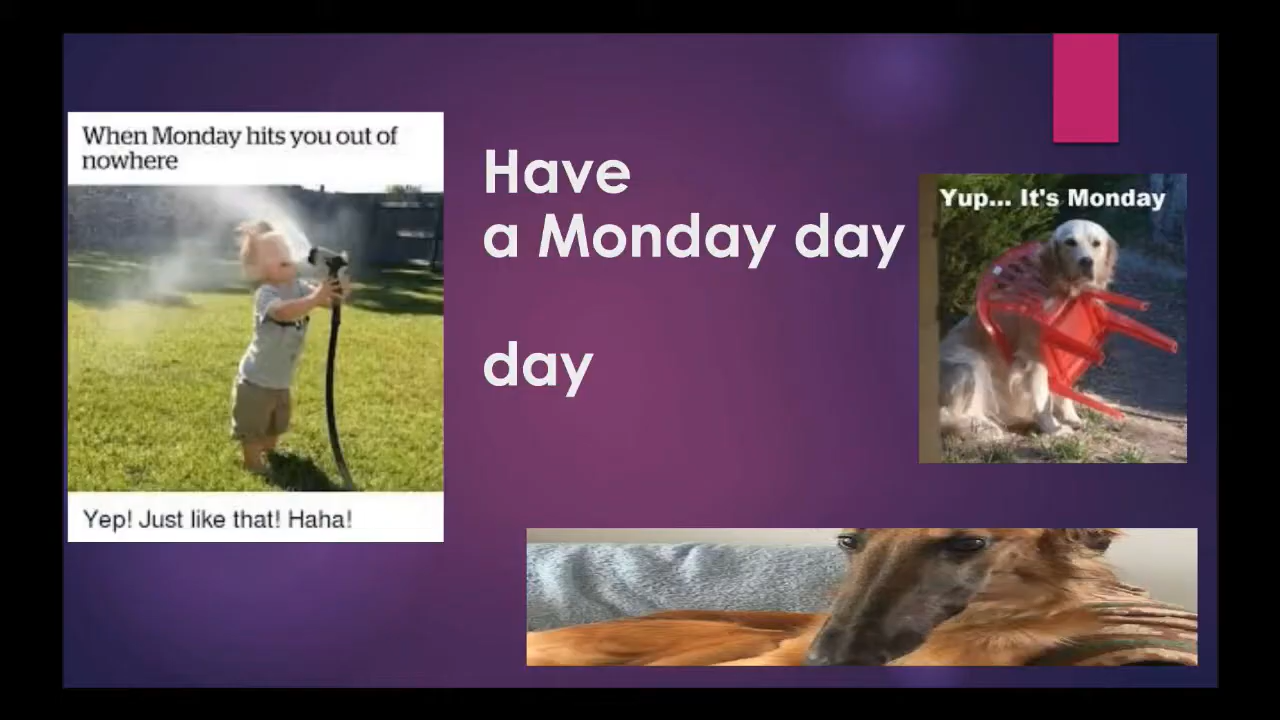 When Monday hits you out of
nowhere
Yep! Just like that! Haha!
Have
a Monday day
day
Yup... It's Monday